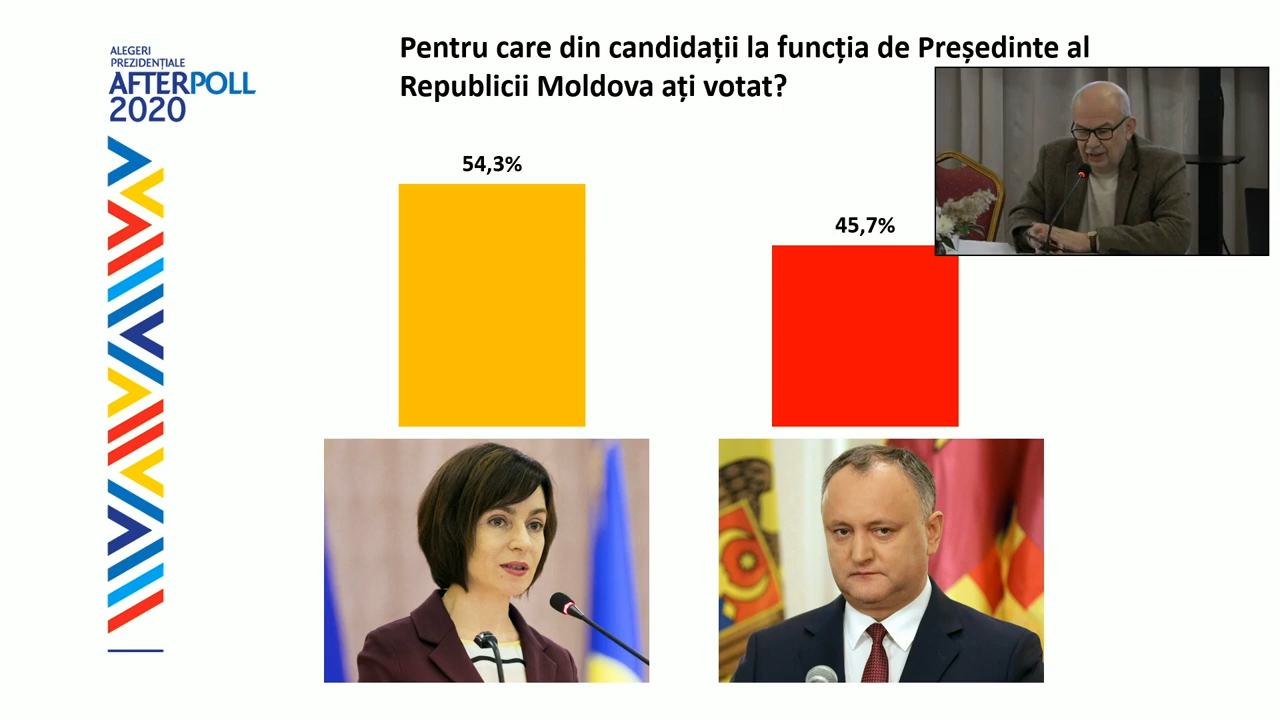 ALEGERI
PREZIDENȚIALE
AFTERPOLL
2020
Pentru care din candidații la funcția de Președinte al
Republicii Moldova ați votat?
54,3%
45,7%